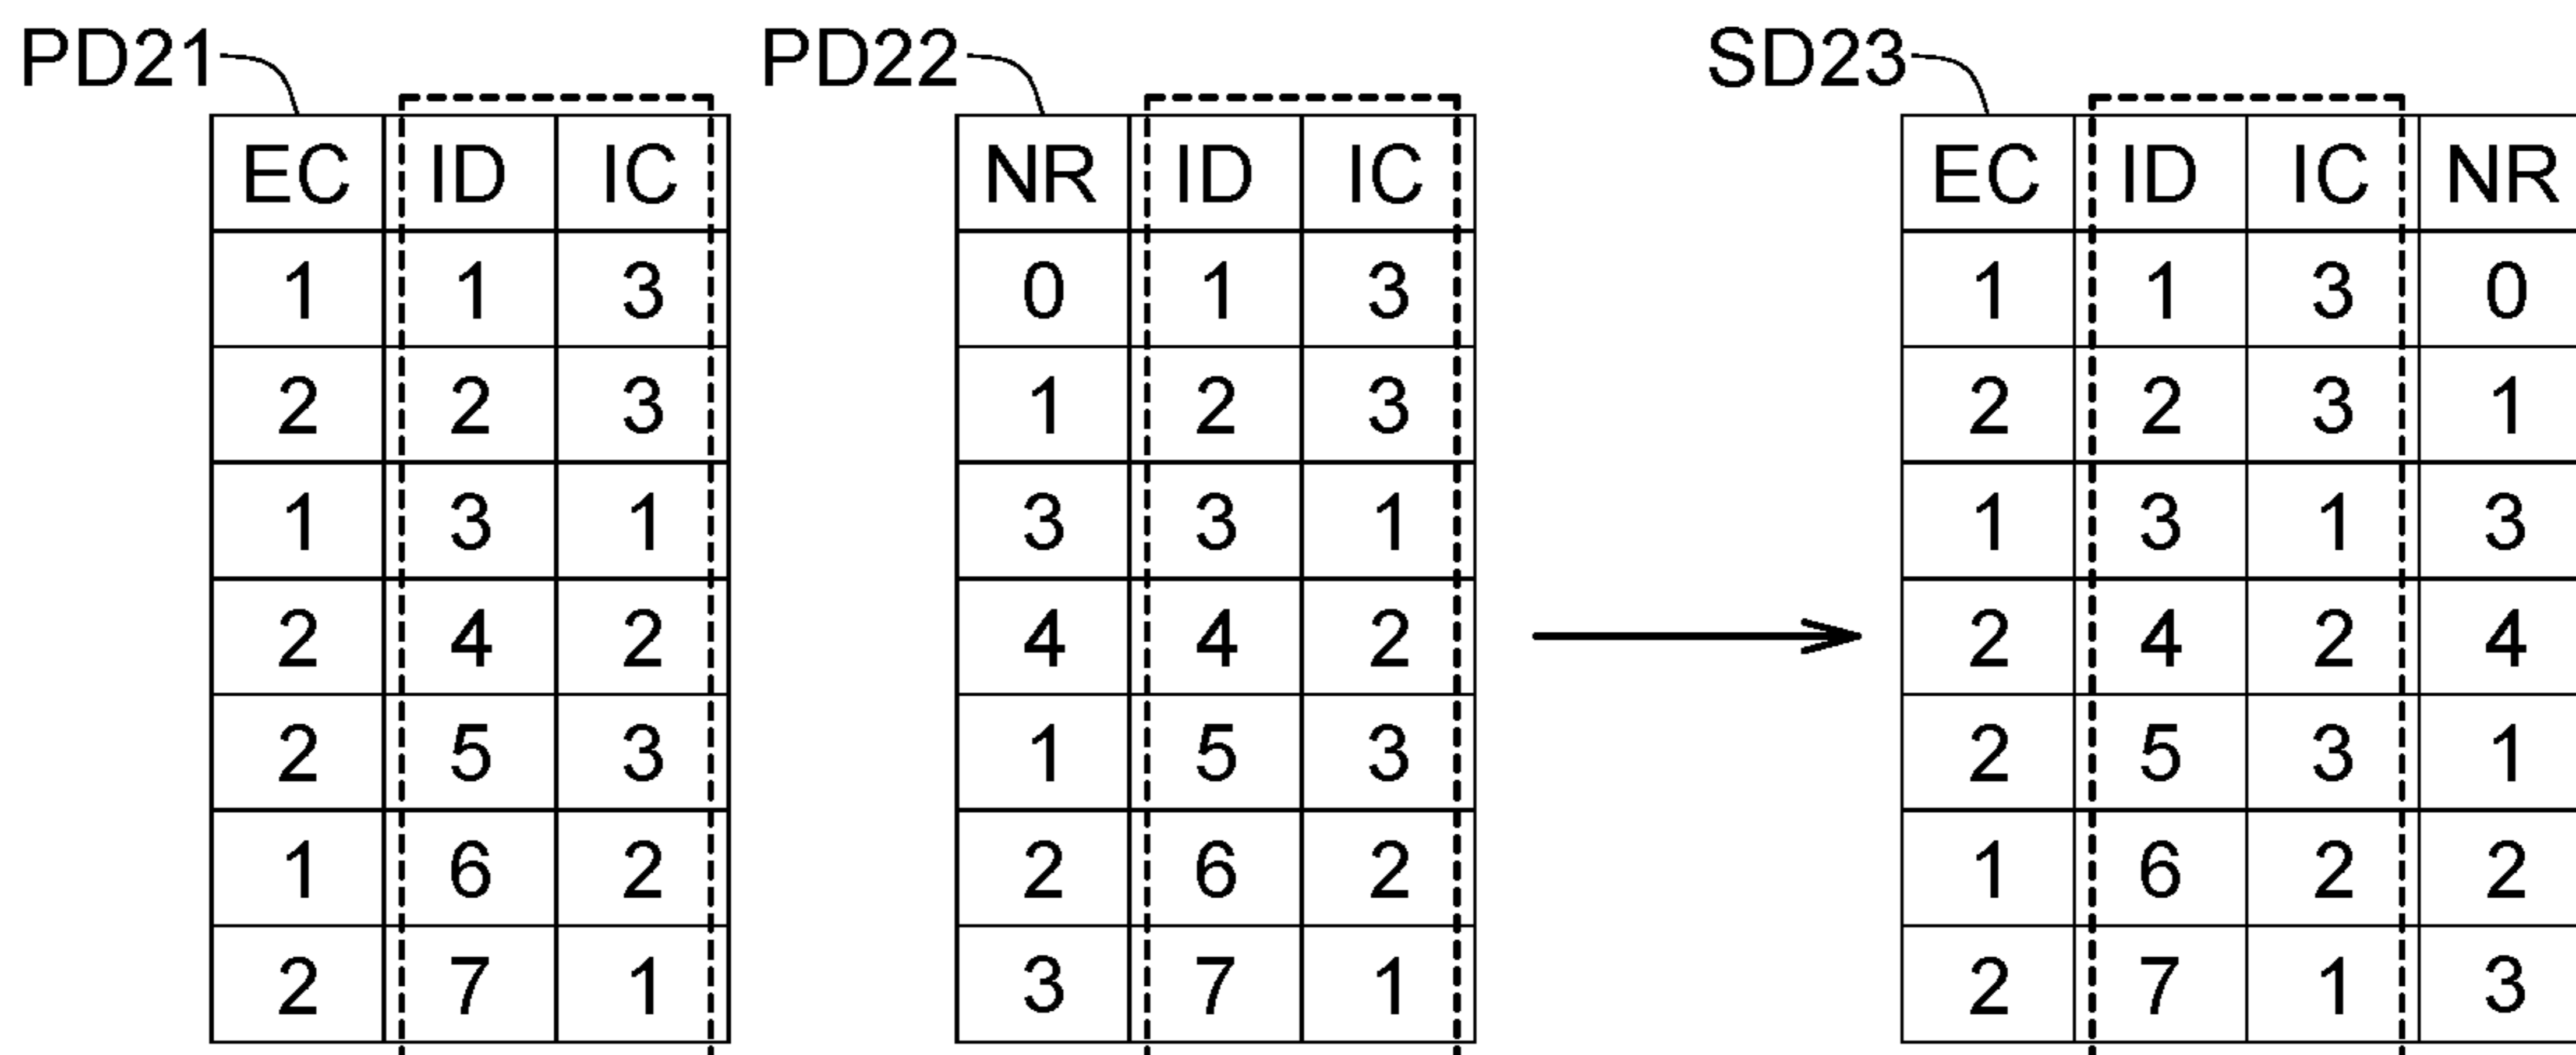 PD21 PD22 SD23
EC ID IC NR ID IC EC ID IC NR
1 1 3 0 1 3 1 1 3 0
2 2 3 1 2 3 2 2 3 1
1 3 1 3 3 1 1 3 1 3
2 4 2 4 4 2 2 4 2 4
2 5 3 1 5 3 2 5 3 1
1 6 2 2 6 2 1 6 2 2
2 7 1 3 7 1 2 7 1 3